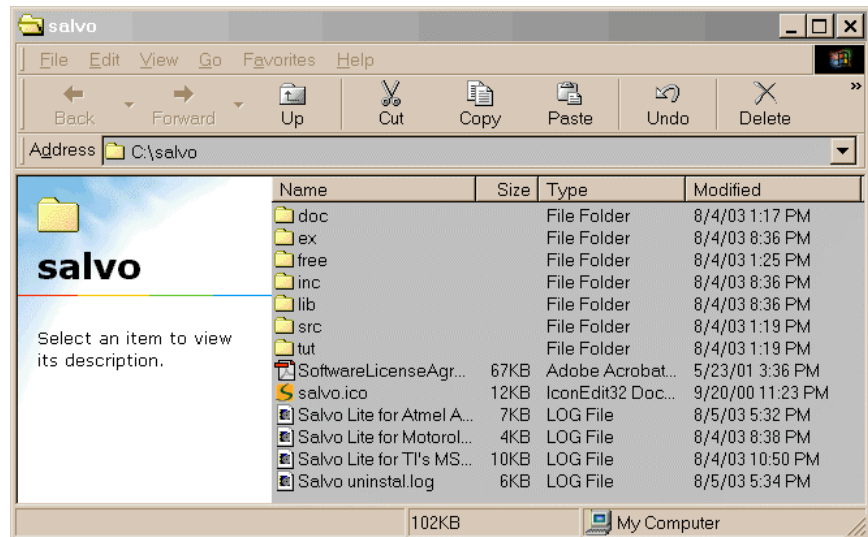 salvo
File Edit View Go Favorites Help
Back Forward Up Cut Copy Paste Undo Delete »
Address C:\salvo
Name Size Type Modified
doc File Folder 8/4/03 1:17 PM
ex File Folder 8/4/03 8:36 PM
free File Folder 8/4/03 1:25 PM
inc File Folder 8/4/03 8:36 PM
lib File Folder 8/4/03 8:36 PM
src File Folder 8/4/03 1:19 PM
tut File Folder 8/4/03 1:19 PM
SoftwareLicenseAgr... 67KB Adobe Acrobat... 5/23/01 3:36 PM
salvo.ico 12KB IconEdit32 Doc... 9/20/00 11:23 PM
Salvo Lite for Atmel A... 7KB LOG File 8/5/03 5:32 PM
Salvo Lite for Motorol... 4KB LOG File 8/4/03 8:38 PM
Salvo Lite for TI's MS... 10KB LOG File 8/4/03 10:50 PM
Salvo uninstal.log 6KB LOG File 8/5/03 5:34 PM
salvo
Select an item to view
its description.
102KB My Computer